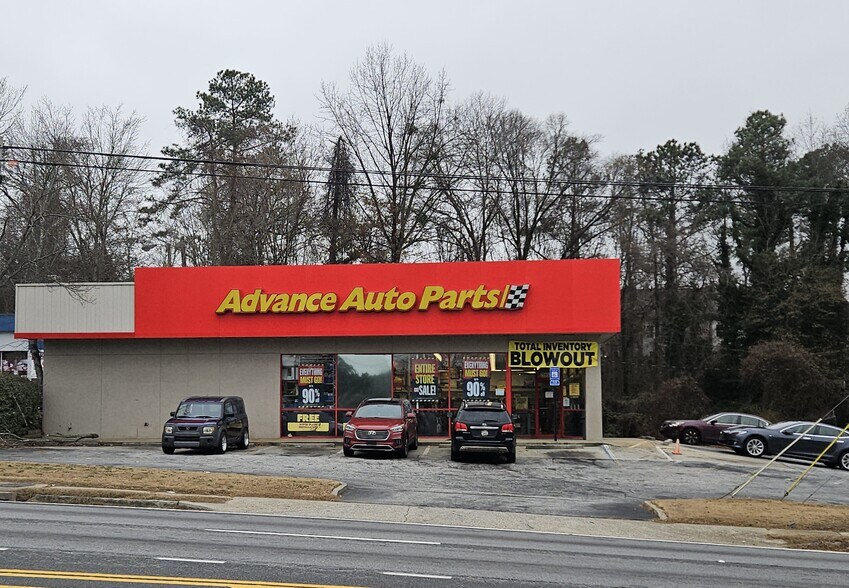 Advance Auto Parts
TOTAL INVENTORY
BLOWOUT
EVERYTHING
MUST GO!
90%
ENTIRE
STORE
ON SALE!
EVERYTHING
MUST GO!
90%
FREE